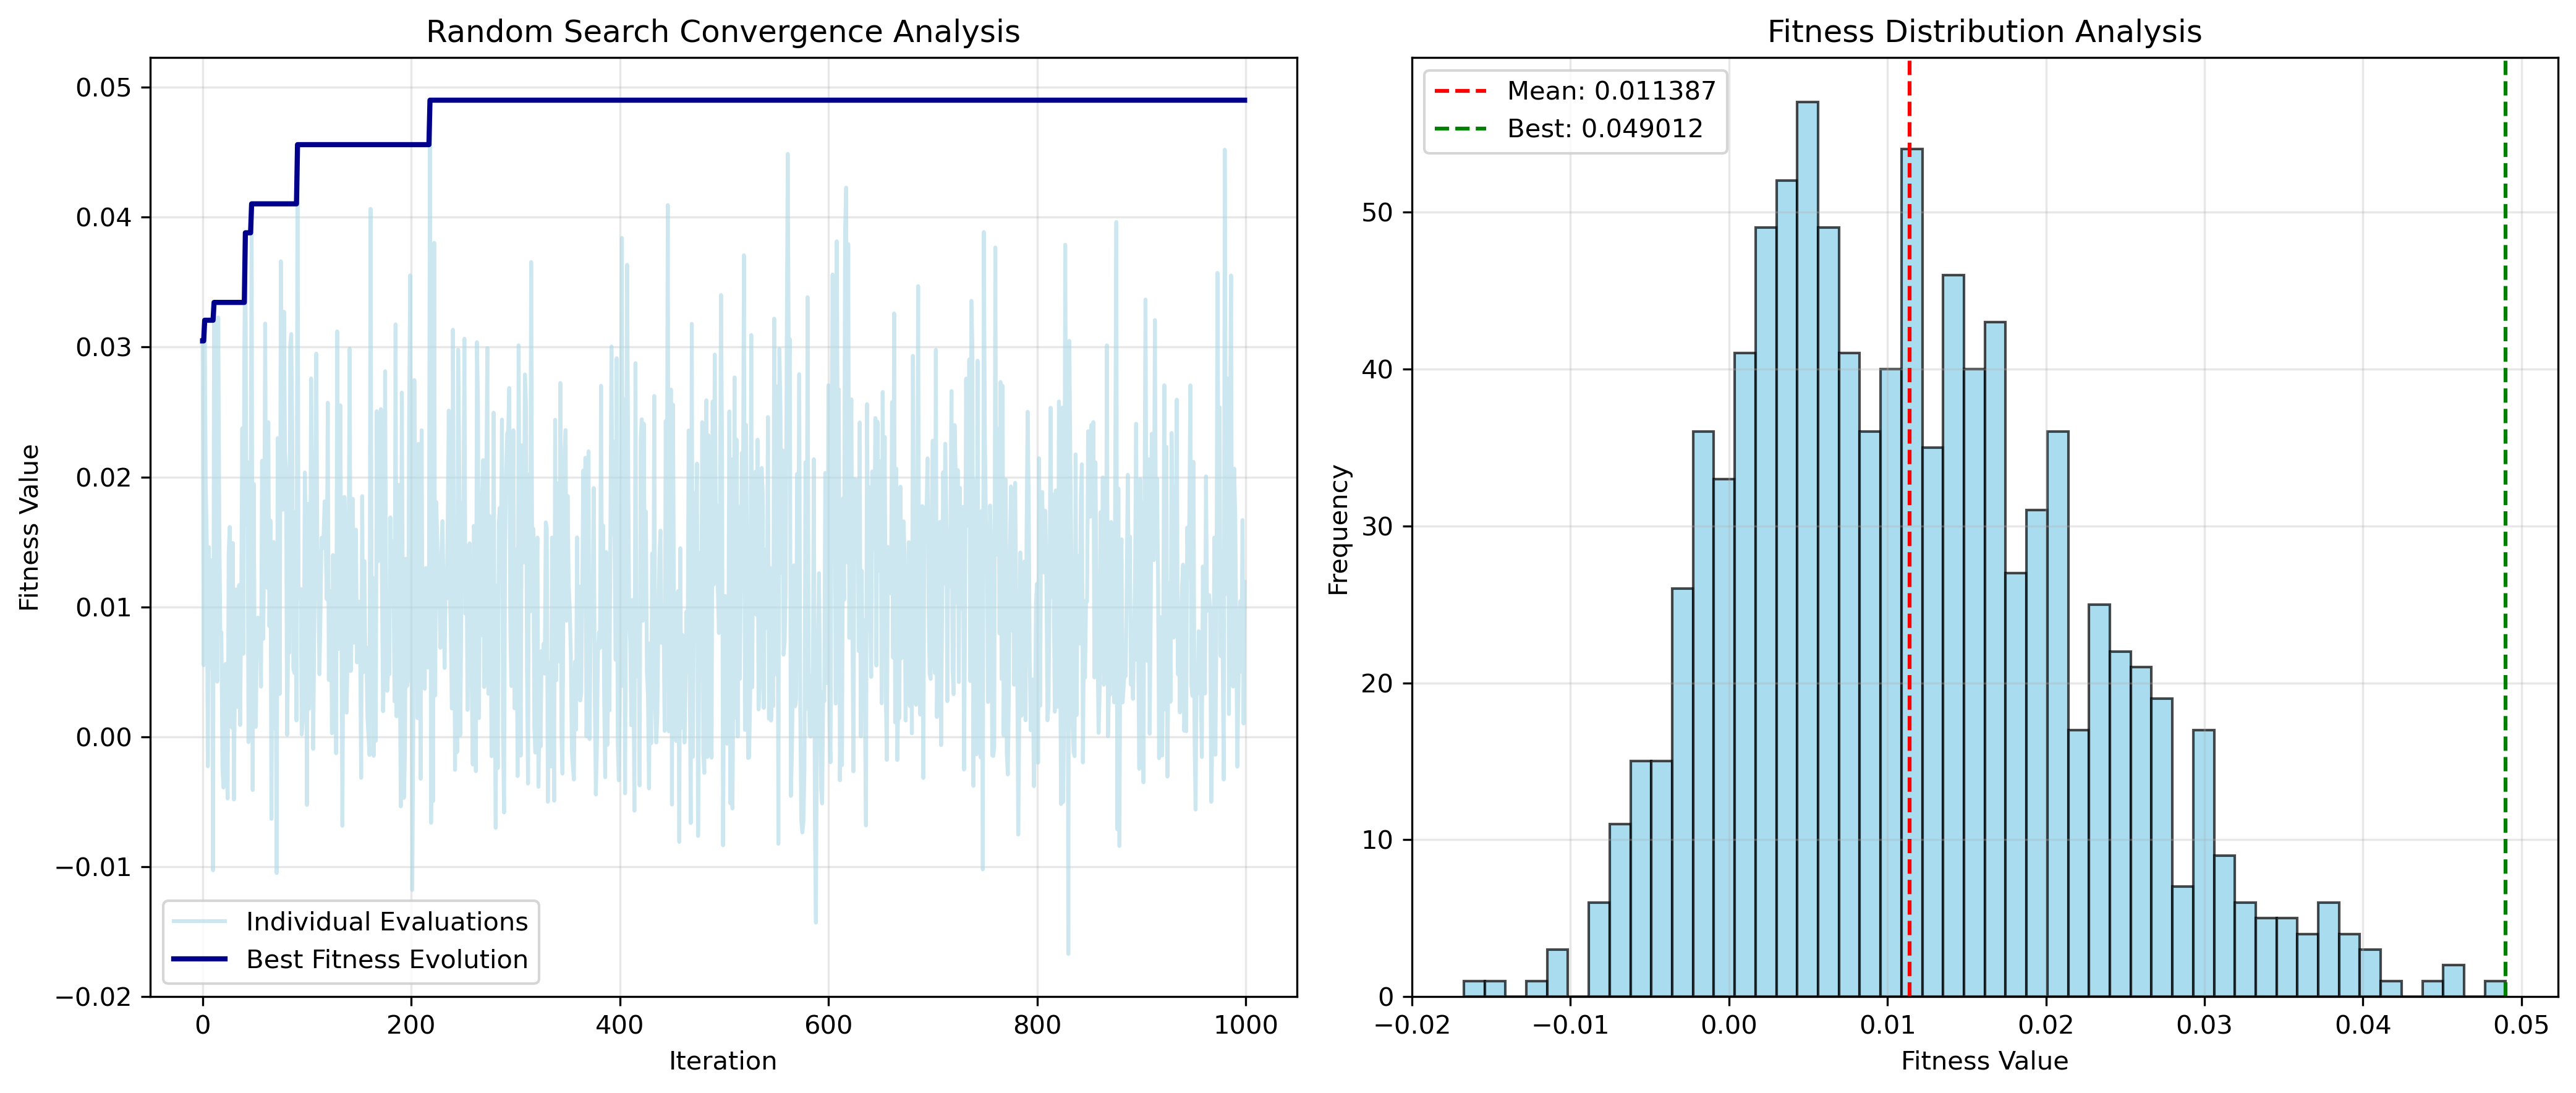 Random Search Convergence Analysis
0.05
0.04
0.03
0.02
0.01
0.00
−0.01
−0.02
Fitness Value
Individual Evaluations
Best Fitness Evolution
0
200
400
600
800
1000
Iteration
Fitness Distribution Analysis
Mean: 0.011387
Best: 0.049012
50
40
30
20
10
0
Frequency
−0.02
−0.01
0.00
0.01
0.02
0.03
0.04
0.05
Fitness Value